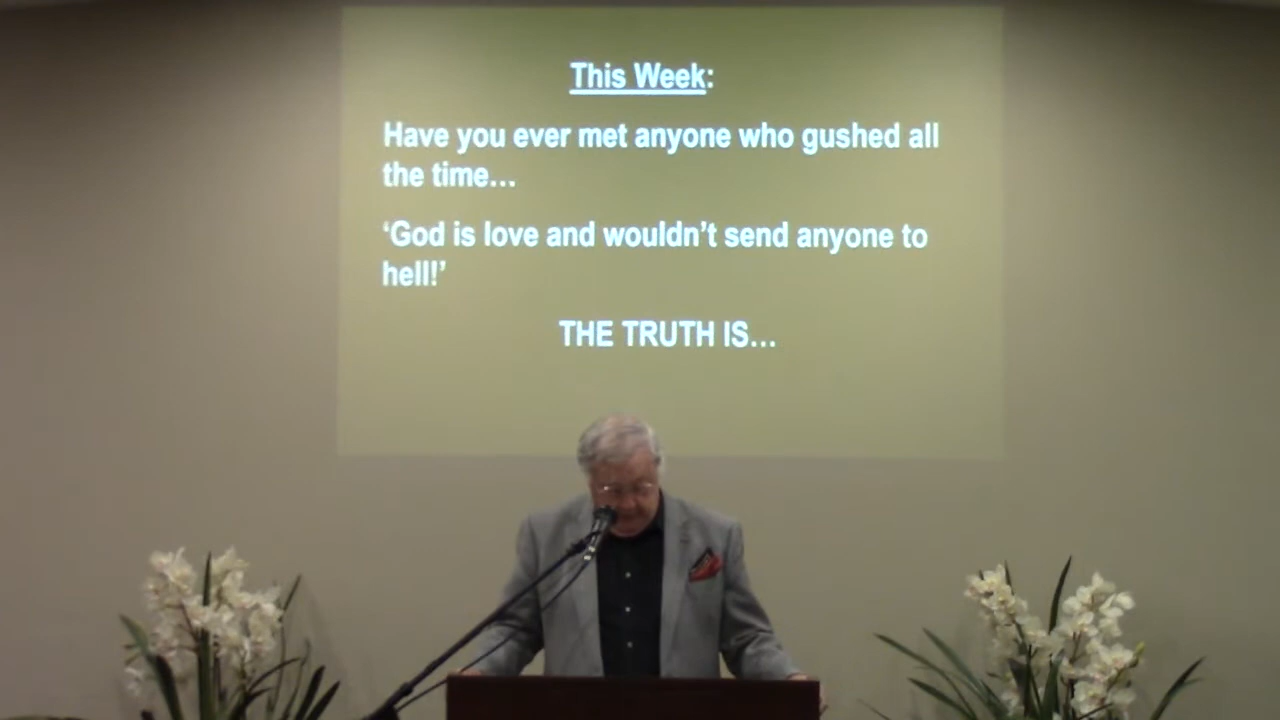 This Week:
Have you ever met anyone who gushed all
the time…
‘God is love and wouldn’t send anyone to
hell!’
THE TRUTH IS…